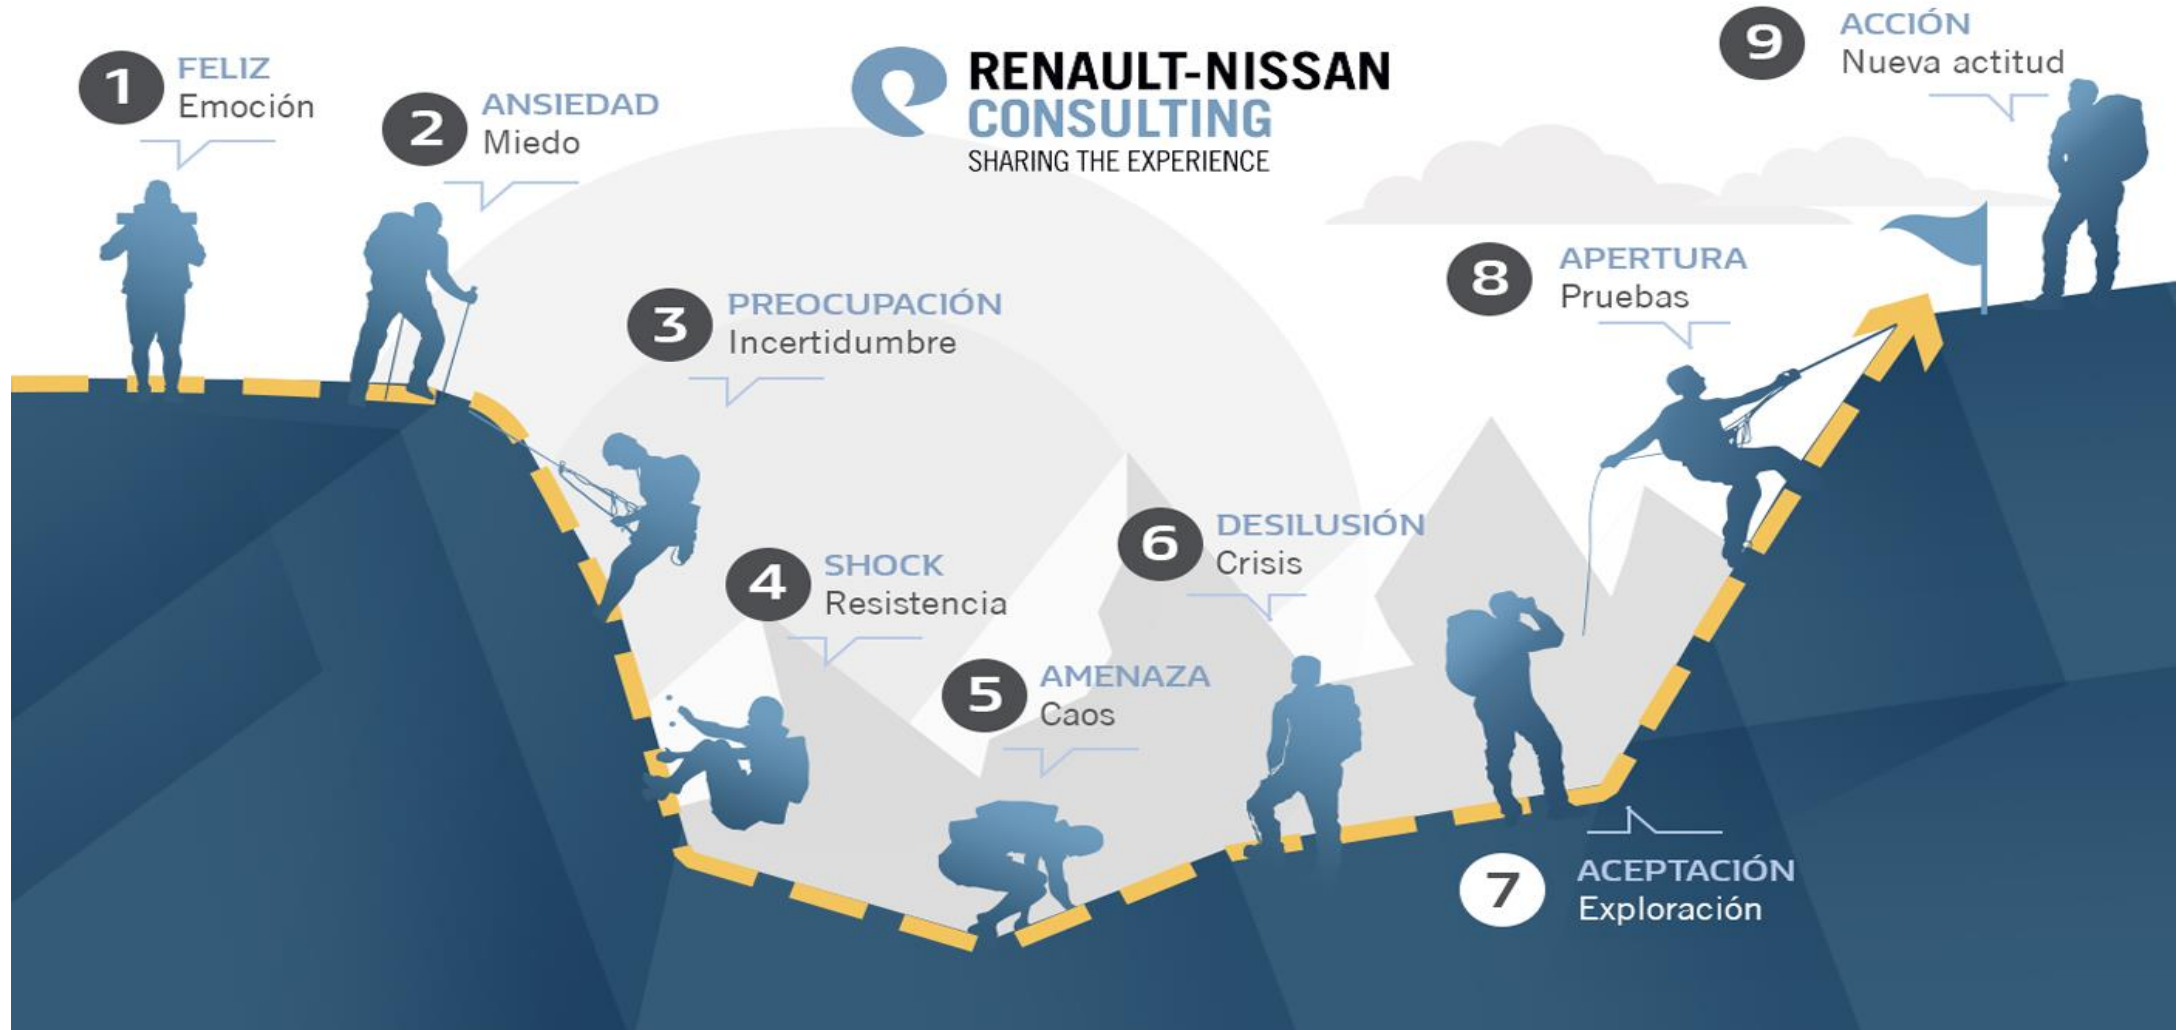 1
FELIZ
Emoción
2
ANSIEDAD
Miedo
3
PREOCUPACIÓN
Incertidumbre
4
SHOCK
Resistencia
5
AMENAZA
Caos
6
DESILUSIÓN
Crisis
7
ACEPTACIÓN
Exploración
8
APERTURA
Pruebas
9
ACCIÓN
Nueva actitud
RENAULT-NISSAN
CONSULTING
SHARING THE EXPERIENCE